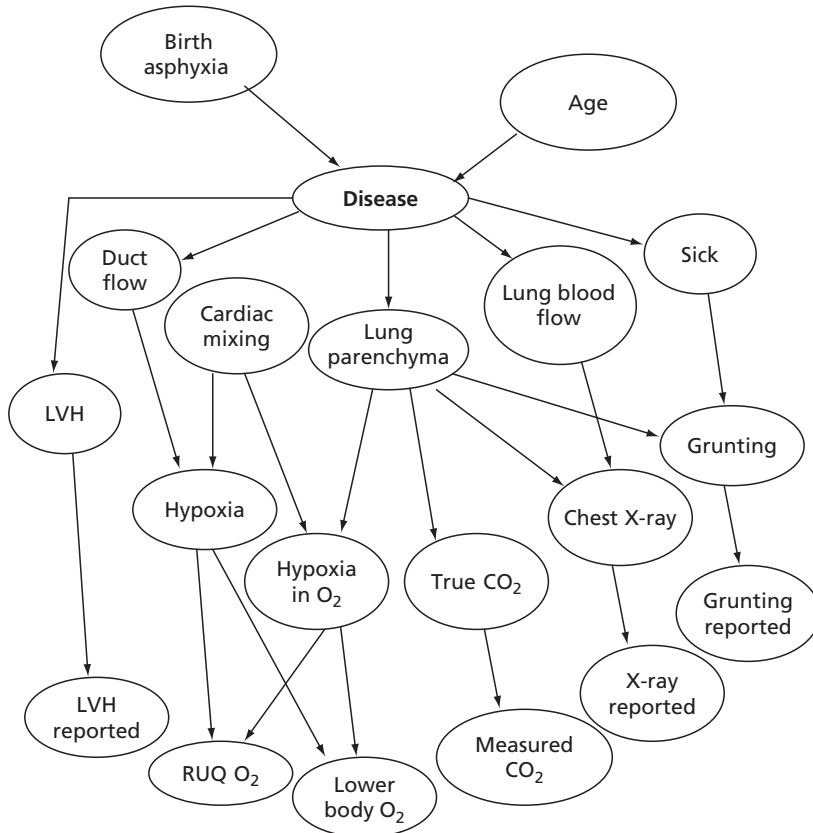 Birth
asphyxia
Age
Disease
Duct
flow
Cardiac
mixing
Lung
parenchyma
Lung blood
flow
Sick
LVH
Grunting
Hypoxia
Chest X-ray
Hypoxia
in O₂
True CO₂
Grunting
reported
LVH
reported
X-ray
reported
RUQ O₂
Lower
body O₂
Measured
CO₂